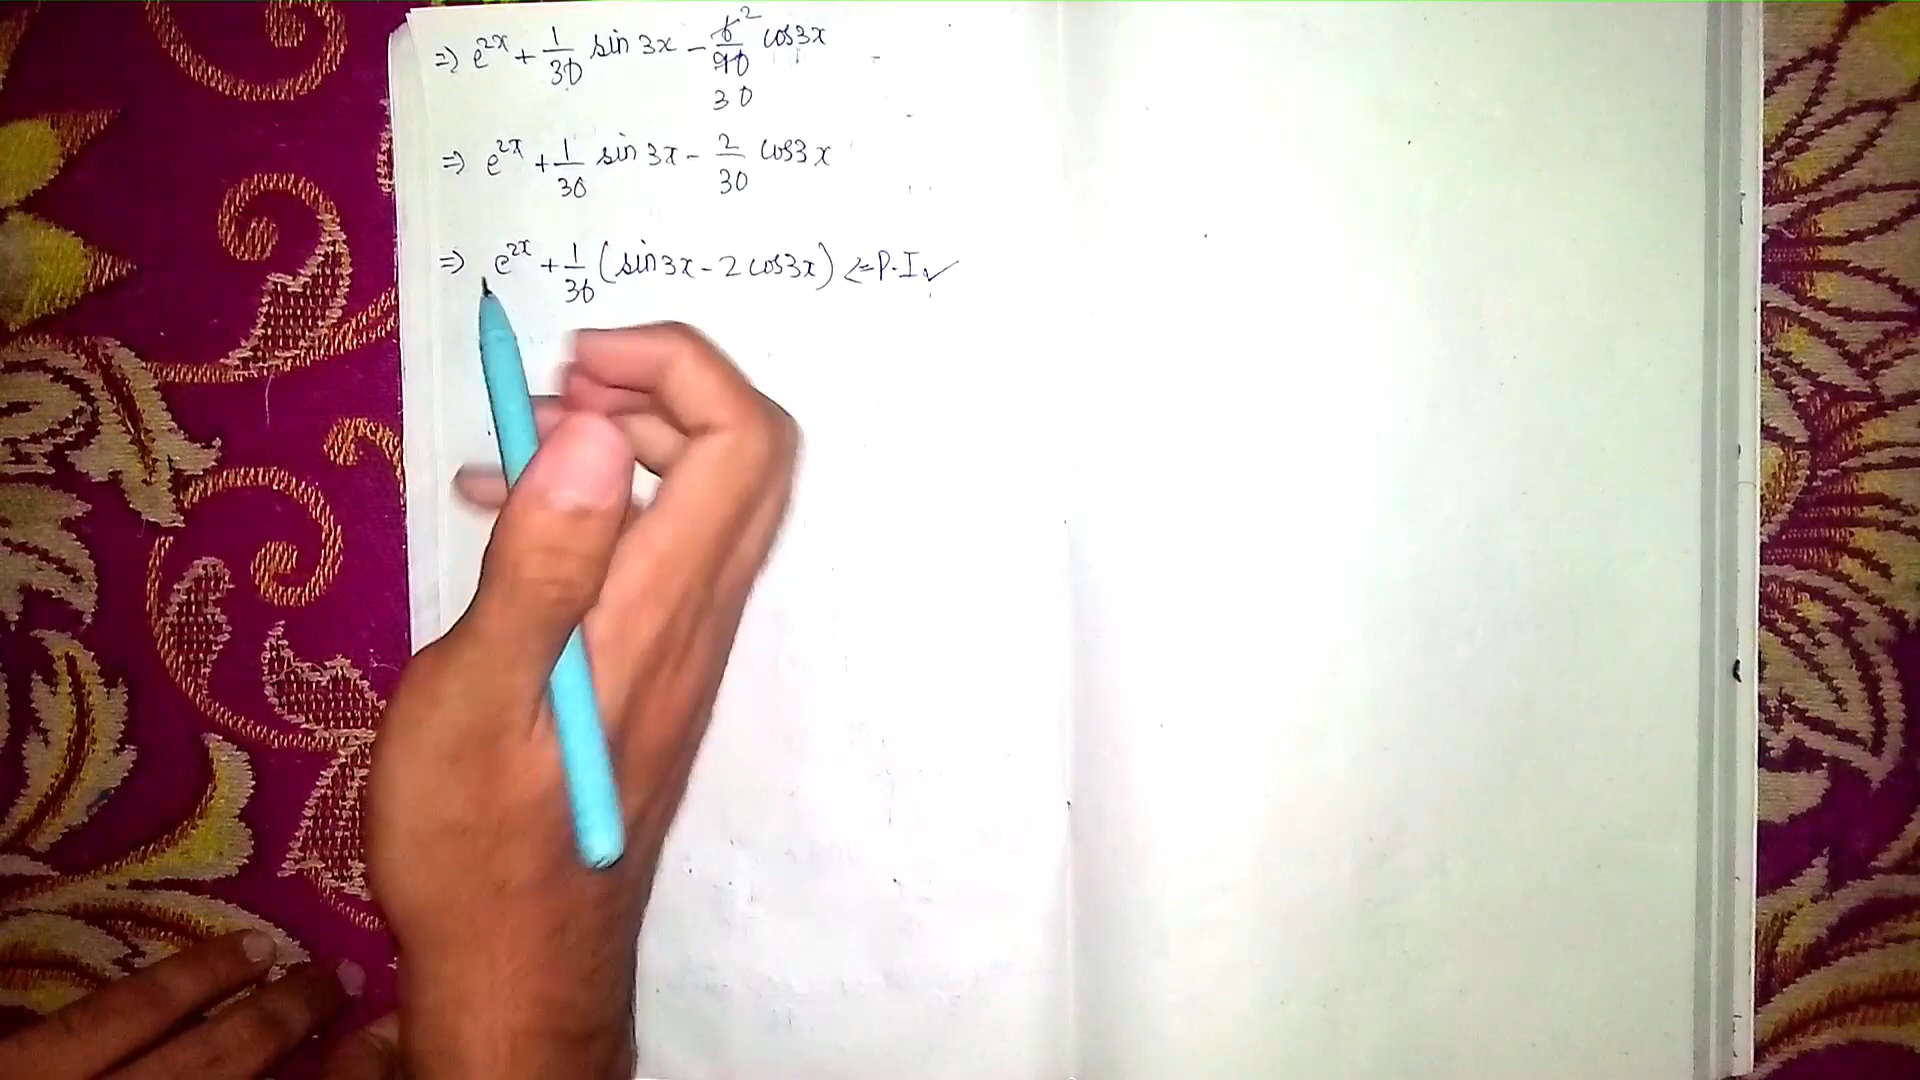 ⇒ e^{2x} + 1/30 sin 3x - 6/90 cos3x
2
30
⇒ e^{2x} + 1/30 sin 3x - 2/30 cos3x
⇒ e^{2x} + 1/30 (sin3x - 2cos3x) <= P.I ✓